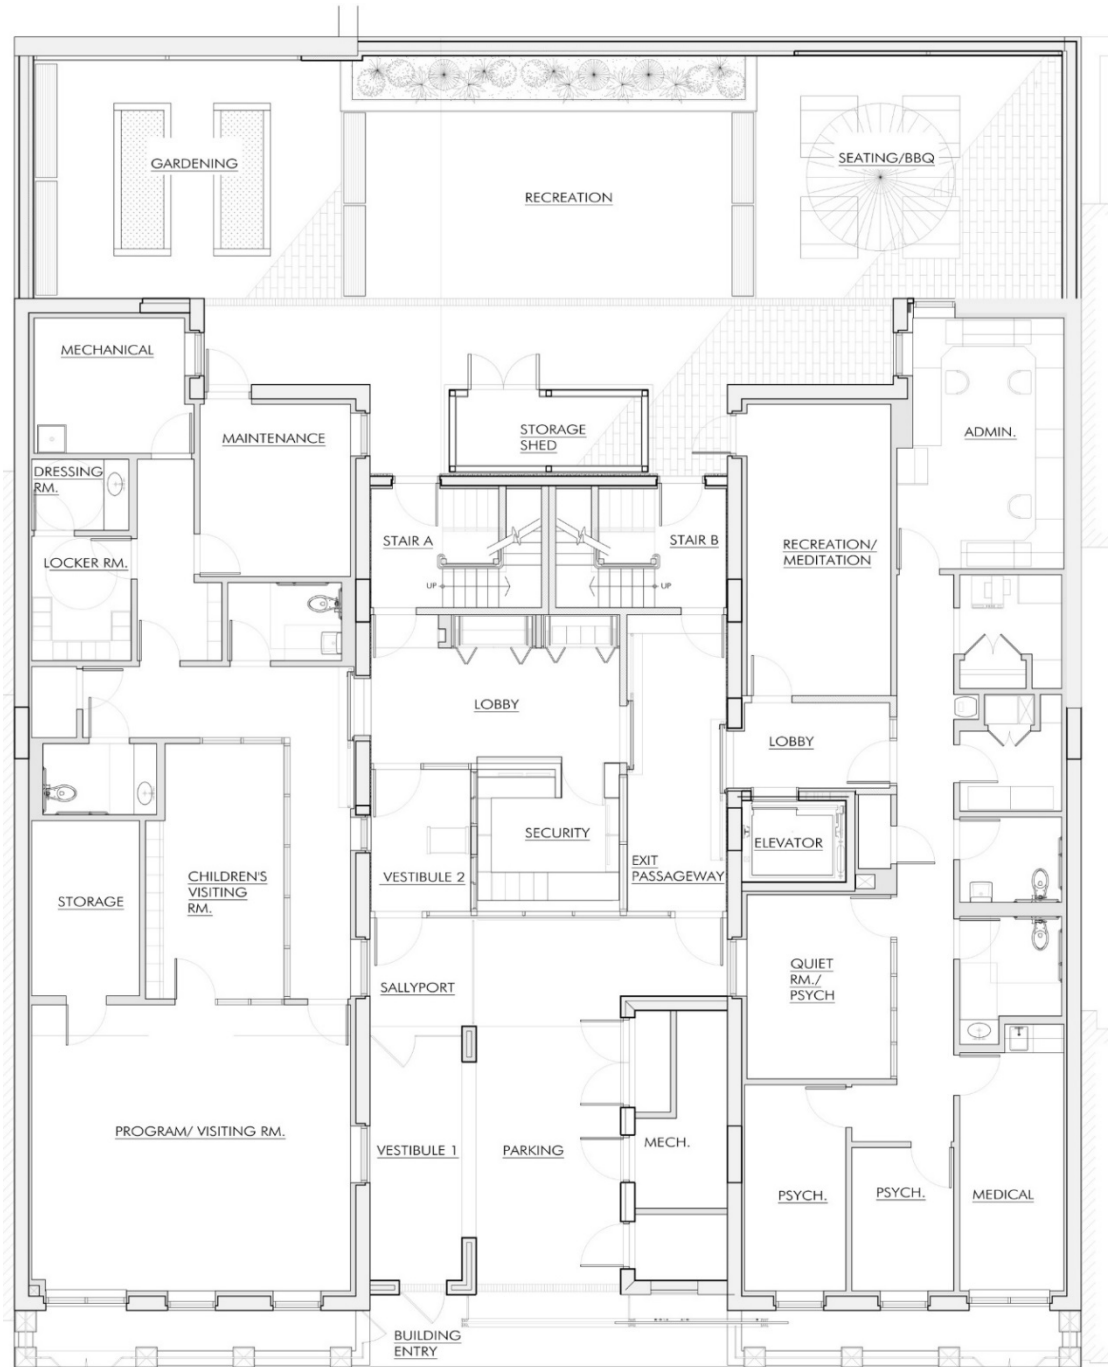 GARDENING
SEATING/BBQ
RECREATION
MECHANICAL
MAINTENANCE
STORAGE
SHED
ADMIN.
DRESSING
RM.
STAIR A
STAIR B
RECREATION/
MEDITATION
LOCKER RM.
UP
UP
LOBBY
LOBBY
SECURITY
ELEVATOR
VESTIBULE 2
EXIT
PASSAGEWAY
CHILDREN'S
VISITING
RM.
STORAGE
QUIET
RM./
PSYCH
SALLYPORT
PROGRAM/ VISITING RM.
VESTIBULE 1
PARKING
MECH.
PSYCH.
PSYCH.
MEDICAL
BUILDING
ENTRY